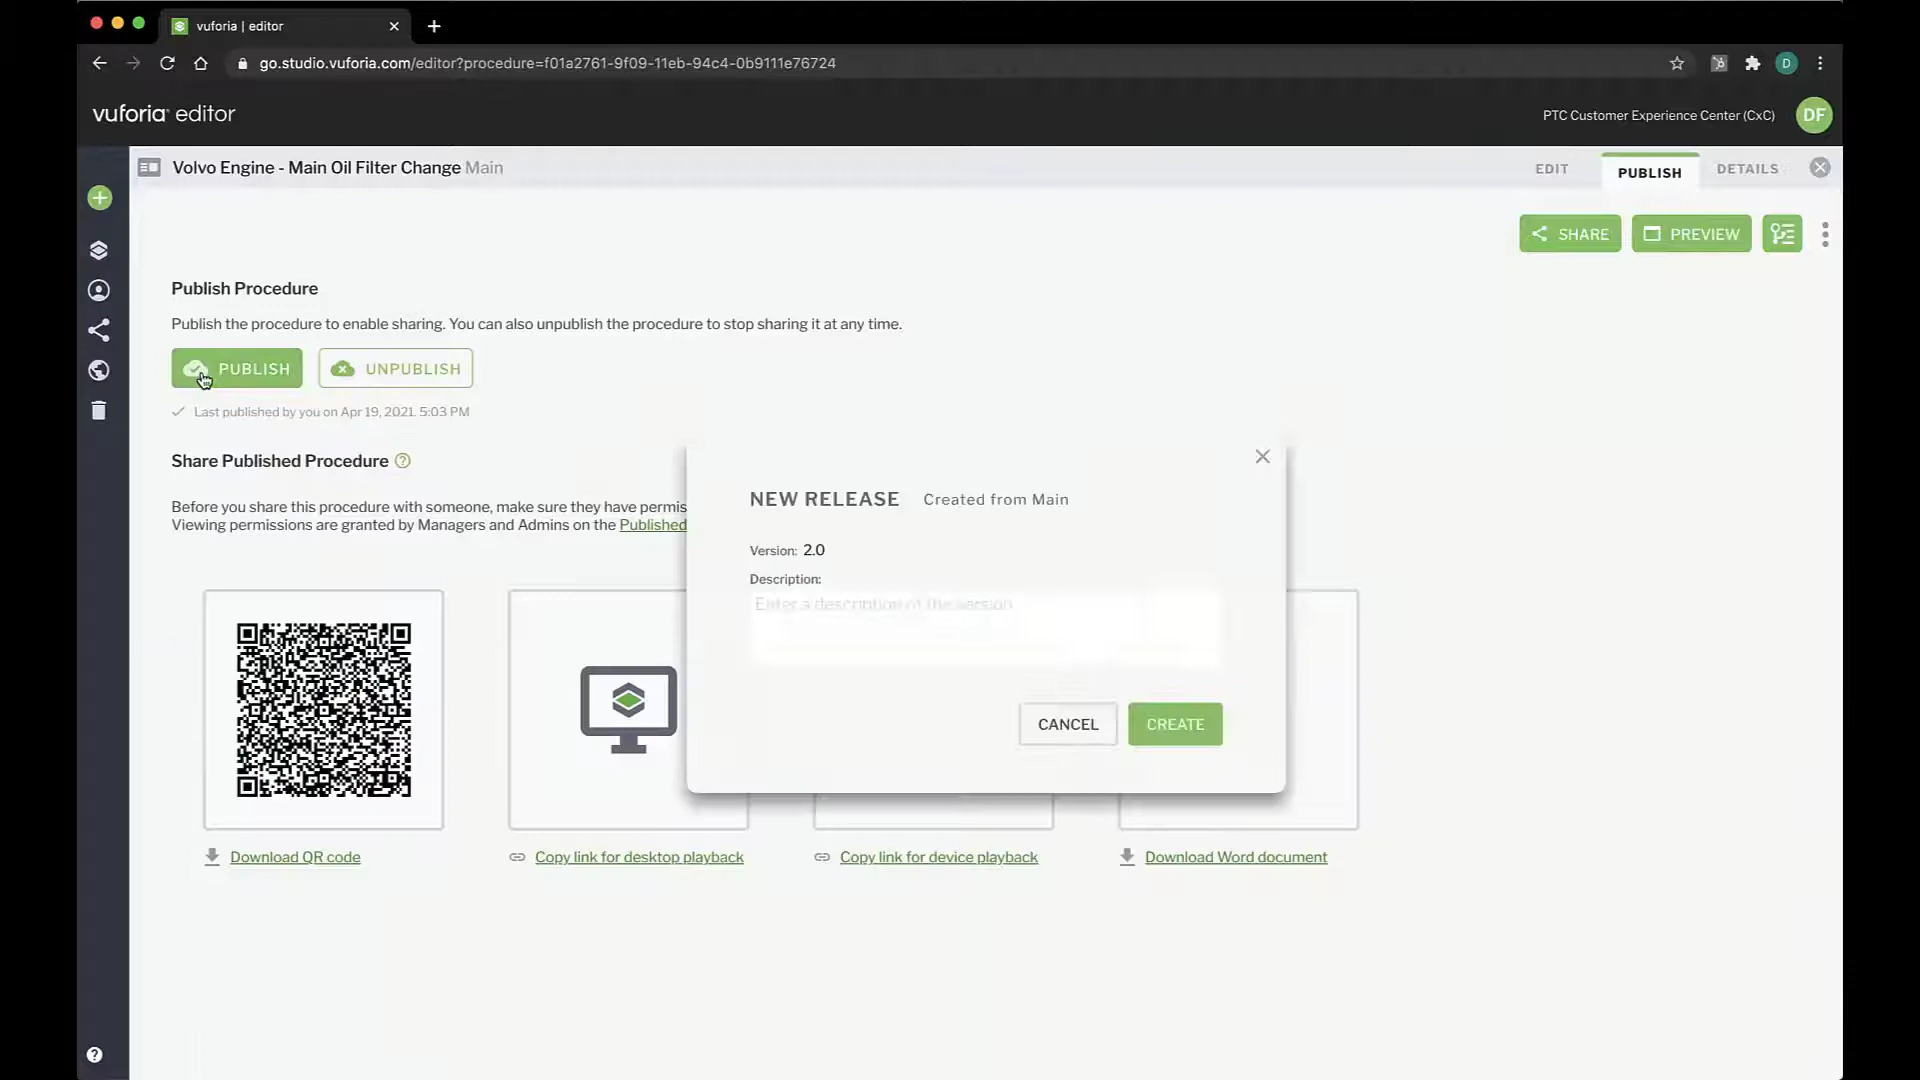 vuforia | editor
go.studio.vuforia.com/editor?procedure=f01a2761-9f09-11eb-94c4-0b9111e76724
D
vuforia editor
PTC Customer Experience Center (CxC)
DF
Volvo Engine - Main Oil Filter Change Main
EDIT
PUBLISH
DETAILS
SHARE
PREVIEW
Publish Procedure
Publish the procedure to enable sharing. You can also unpublish the procedure to stop sharing it at any time.
PUBLISH
UNPUBLISH
Last published by you on Apr 19, 2021. 5:03 PM
Share Published Procedure
Before you share this procedure with someone, make sure they have permis
Viewing permissions are granted by Managers and Admins on the Published
NEW RELEASE Created from Main
Version: 2.0
Description:
Enter a description of the version
CANCEL
CREATE
Download QR code
Copy link for desktop playback
Copy link for device playback
Download Word document